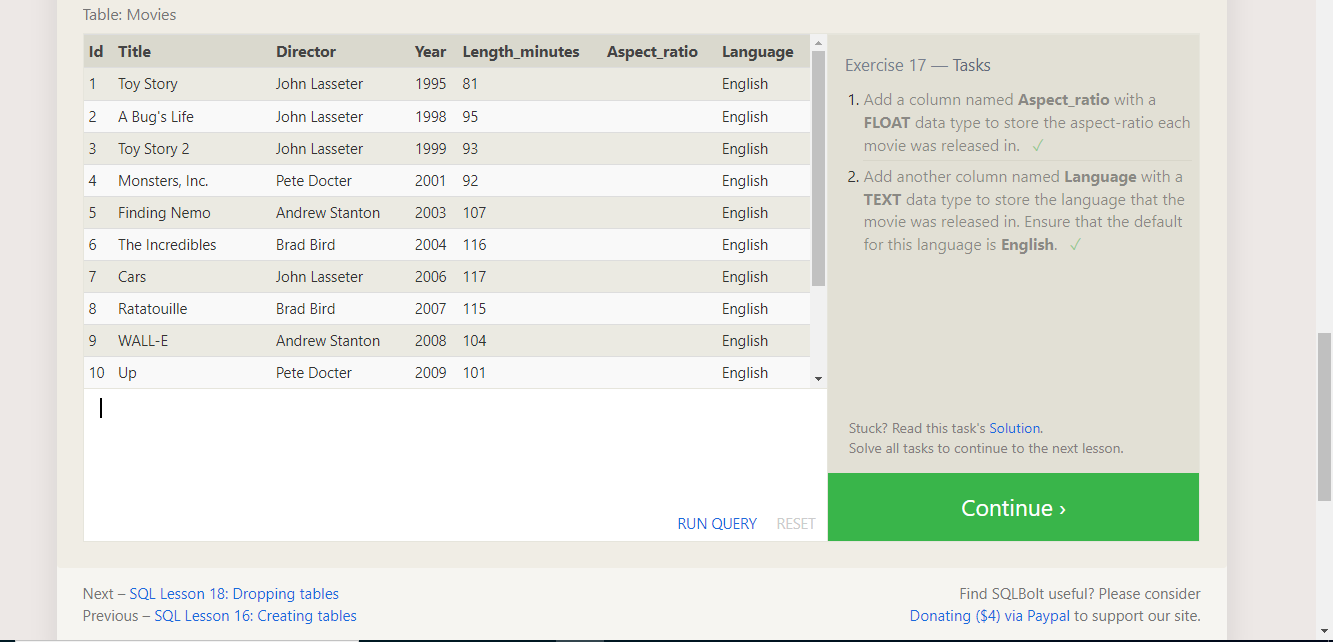 Table: Movies
Id Title Director Year Length_minutes Aspect_ratio Language
1 Toy Story John Lasseter 1995 81 English
2 A Bug's Life John Lasseter 1998 95 English
3 Toy Story 2 John Lasseter 1999 93 English
4 Monsters, Inc. Pete Docter 2001 92 English
5 Finding Nemo Andrew Stanton 2003 107 English
6 The Incredibles Brad Bird 2004 116 English
7 Cars John Lasseter 2006 117 English
8 Ratatouille Brad Bird 2007 115 English
9 WALL-E Andrew Stanton 2008 104 English
10 Up Pete Docter 2009 101 English
RUN QUERY RESET
Exercise 17 — Tasks
1. Add a column named Aspect_ratio with a
FLOAT data type to store the aspect-ratio each
movie was released in. ✓
2. Add another column named Language with a
TEXT data type to store the language that the
movie was released in. Ensure that the default
for this language is English. ✓
Stuck? Read this task's Solution.
Solve all tasks to continue to the next lesson.
Continue ›
Next – SQL Lesson 18: Dropping tables
Previous – SQL Lesson 16: Creating tables
Find SQLBolt useful? Please consider
Donating ($4) via Paypal to support our site.